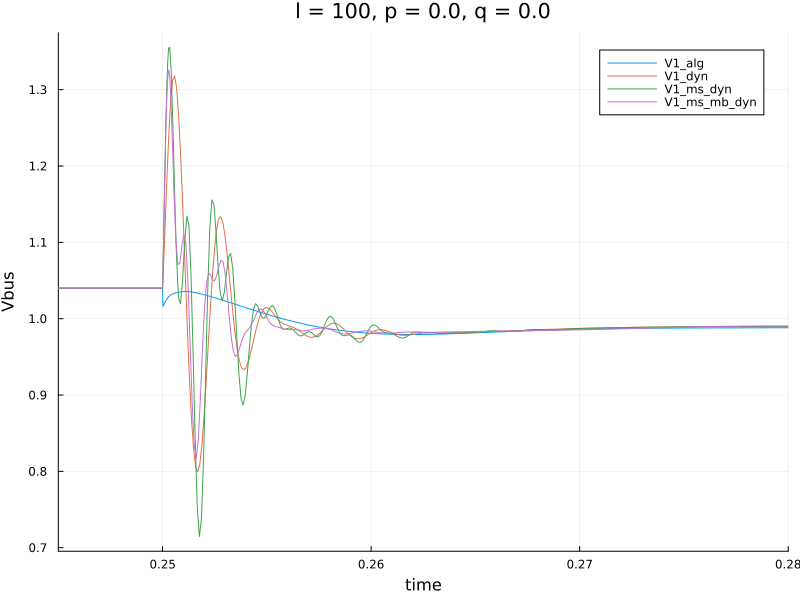 l = 100, p = 0.0, q = 0.0
V1_alg
V1_dyn
V1_ms_dyn
V1_ms_mb_dyn
Vbus
1.3
1.2
1.1
1.0
0.9
0.8
0.7
0.25
0.26
0.27
0.28
time